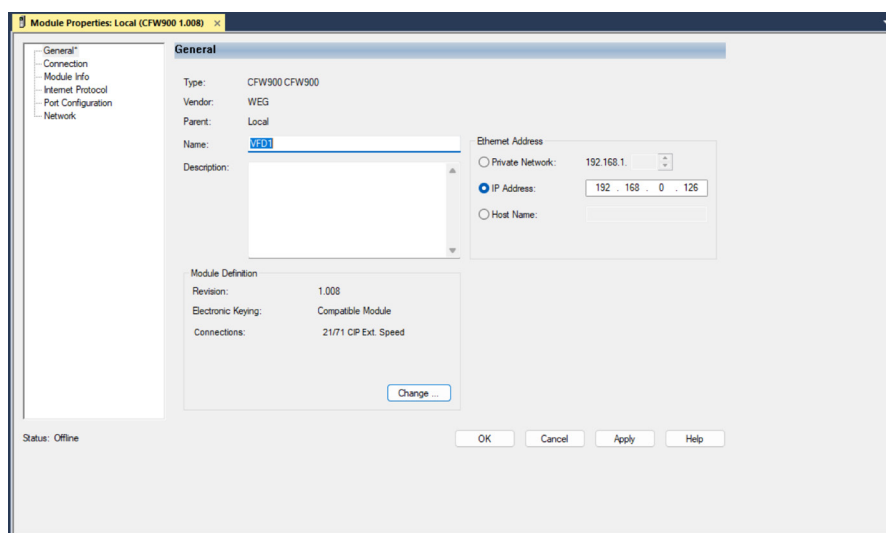 Module Properties: Local (CFW900 1.008) ×
General*
Connection
Module Info
Internet Protocol
Port Configuration
Network
General
Type: CFW900 CFW900
Vendor: WEG
Parent: Local
Name: VFD1
Description:
Ethernet Address
Private Network: 192.168.1.
IP Address: 192 . 168 . 0 . 126
Host Name:
Module Definition
Revision: 1.008
Electronic Keying: Compatible Module
Connections: 21/71 CIP Ext. Speed
Change ...
Status: Offline
OK Cancel Apply Help